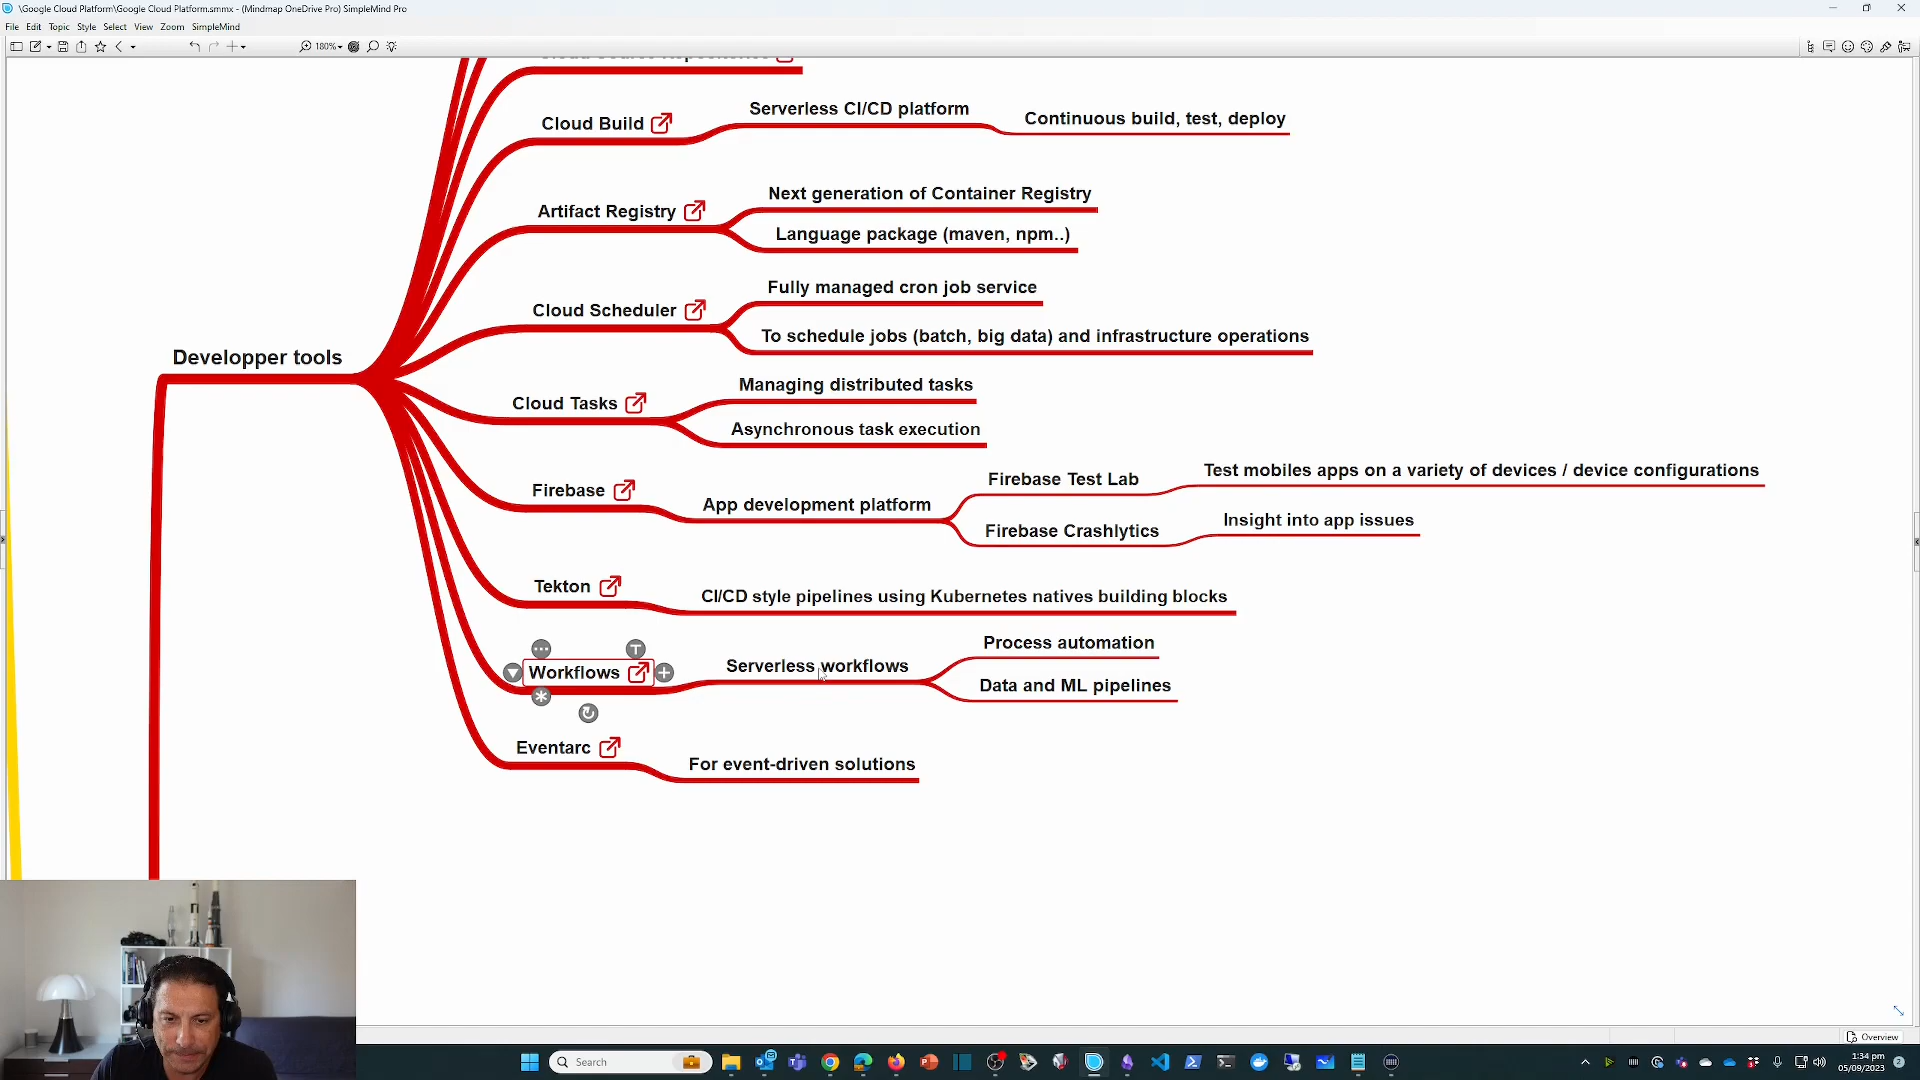 \Google Cloud Platform\Google Cloud Platform.smmx - (Mindmap OneDrive Pro) SimpleMind Pro
File Edit Topic Style Select View Zoom SimpleMind
180%
Cloud Source Repositories
Cloud Build
Serverless CI/CD platform
Continuous build, test, deploy
Artifact Registry
Next generation of Container Registry
Language package (maven, npm..)
Cloud Scheduler
Fully managed cron job service
To schedule jobs (batch, big data) and infrastructure operations
Developper tools
Cloud Tasks
Managing distributed tasks
Asynchronous task execution
Firebase
App development platform
Firebase Test Lab
Test mobiles apps on a variety of devices / device configurations
Firebase Crashlytics
Insight into app issues
Tekton
CI/CD style pipelines using Kubernetes natives building blocks
Workflows
Serverless workflows
Process automation
Data and ML pipelines
Eventarc
For event-driven solutions
Overview
Search
1:34 pm
05/09/2023